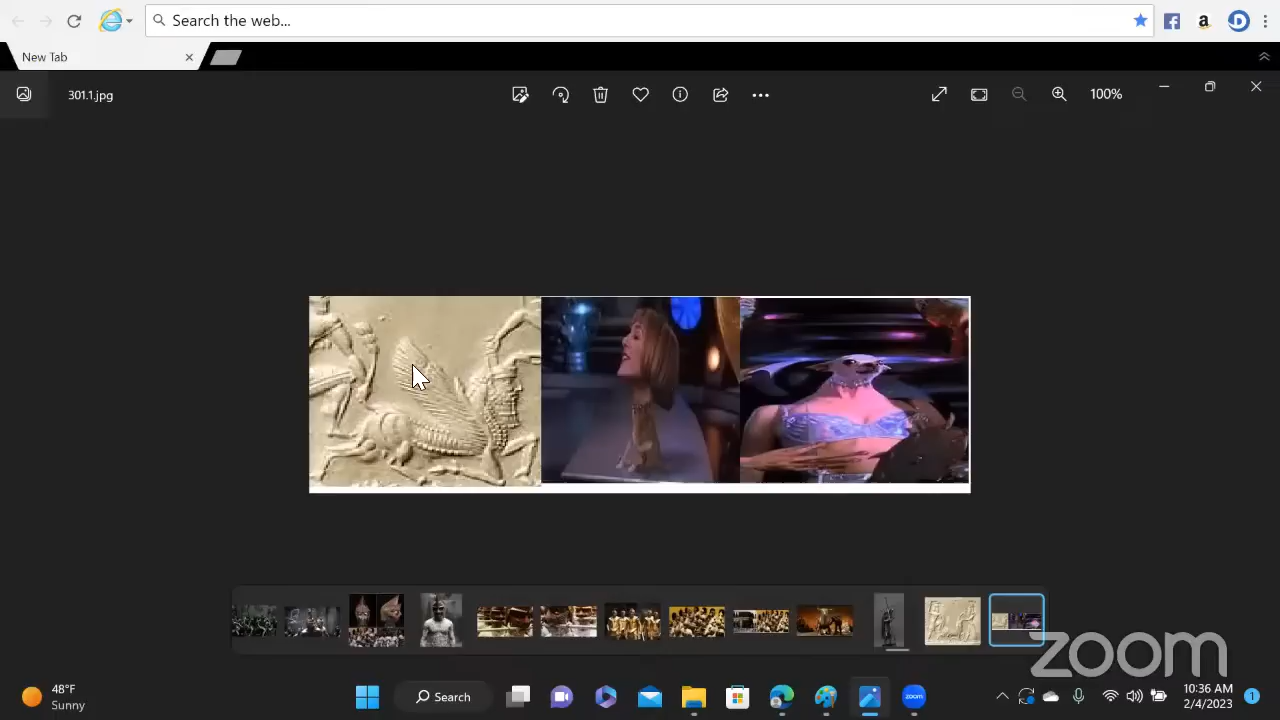 Search the web...
New Tab
301.1.jpg
100%
zoom
48°F
Sunny
Search
zoom
10:36 AM
2/4/2023
1